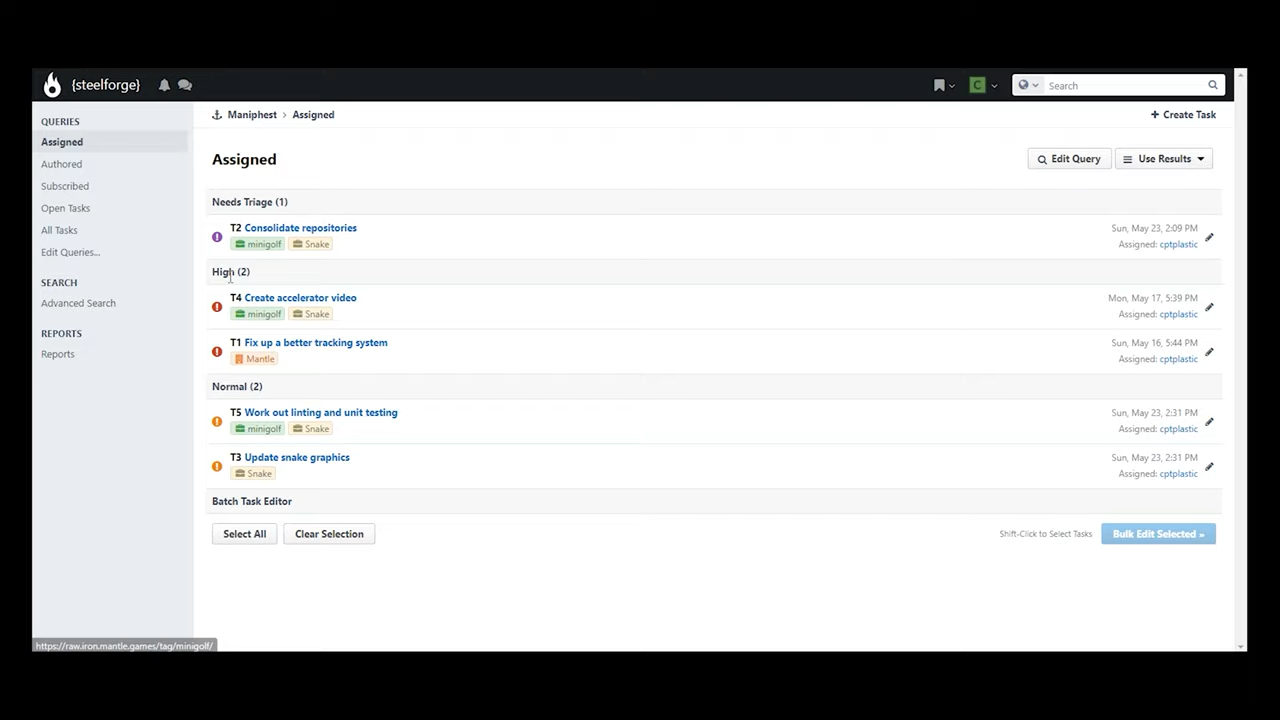 {steelforge}
C
Search
QUERIES
Assigned
Authored
Subscribed
Open Tasks
All Tasks
Edit Queries...
SEARCH
Advanced Search
REPORTS
Reports
Maniphest > Assigned
+ Create Task
Assigned
Edit Query
Use Results
Needs Triage (1)
T2 Consolidate repositories
minigolf Snake
Sun, May 23, 2:09 PM
Assigned: cptplastic
High (2)
T4 Create accelerator video
minigolf Snake
Mon, May 17, 5:39 PM
Assigned: cptplastic
T1 Fix up a better tracking system
Mantle
Sun, May 16, 5:44 PM
Assigned: cptplastic
Normal (2)
T5 Work out linting and unit testing
minigolf Snake
Sun, May 23, 2:31 PM
Assigned: cptplastic
T3 Update snake graphics
Snake
Sun, May 23, 2:31 PM
Assigned: cptplastic
Batch Task Editor
Select All
Clear Selection
Shift-Click to Select Tasks
Bulk Edit Selected »
https://raw.iron.mantle.games/tag/minigolf/